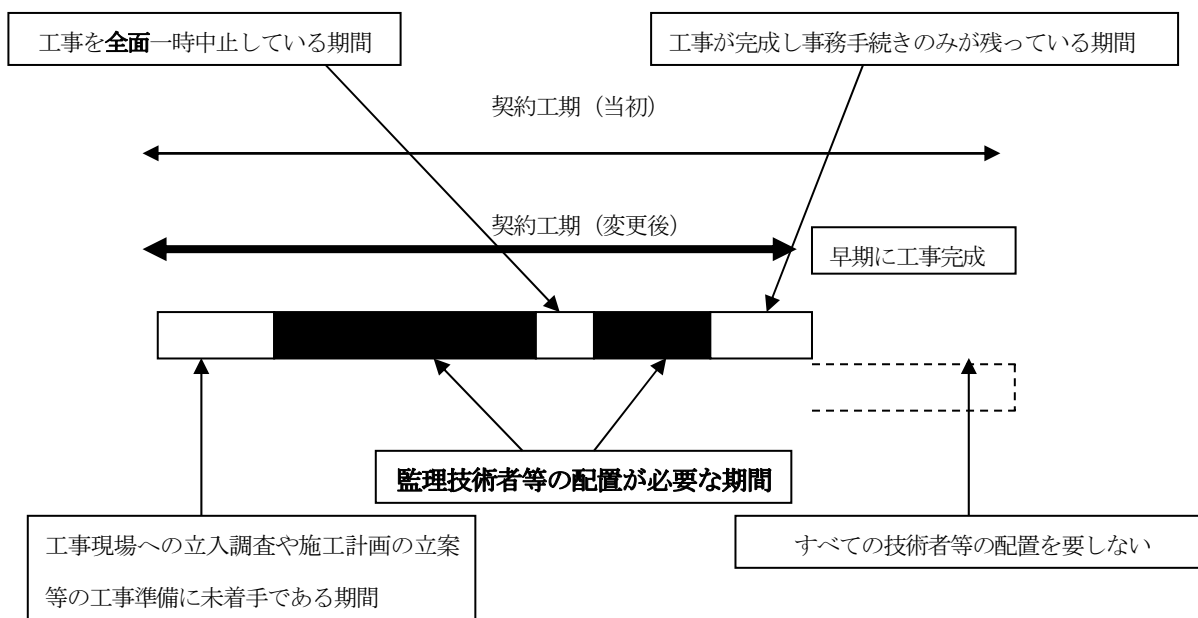 工事を全面一時中止している期間
工事が完成し事務手続きのみが残っている期間
契約工期（当初）
契約工期（変更後）
早期に工事完成
監理技術者等の配置が必要な期間
工事現場への立入調査や施工計画の立案
等の工事準備に未着手である期間
すべての技術者等の配置を要しない